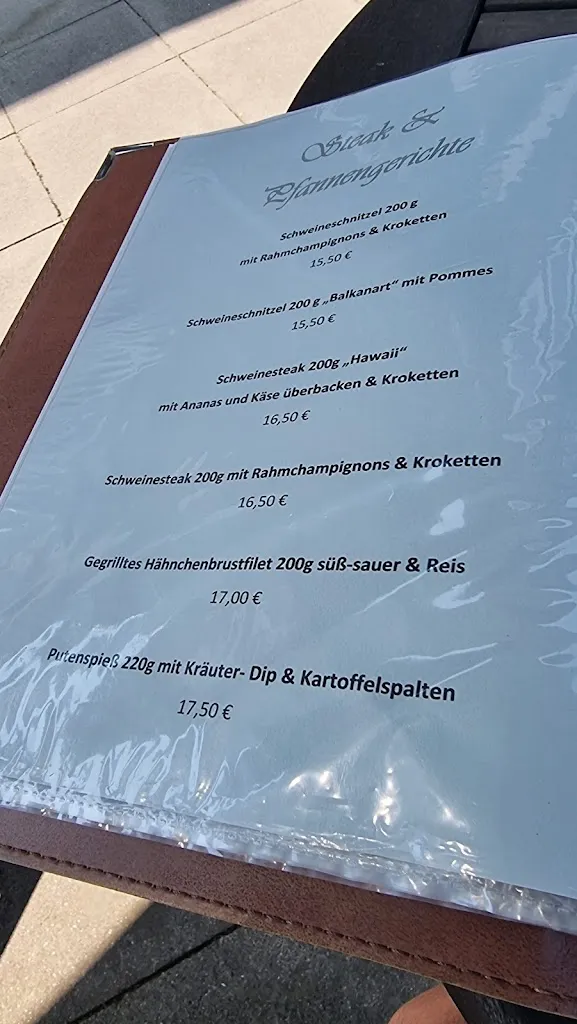 Steak &
Pfannengerichte
Schweineschnitzel 200 g
mit Rahmchampignons & Kroketten
15,50 €
Schweineschnitzel 200 g „Balkanart“ mit Pommes
15,50 €
Schweinesteak 200g „Hawaii“
mit Ananas und Käse überbacken & Kroketten
16,50 €
Schweinesteak 200g mit Rahmchampignons & Kroketten
16,50 €
Gegrilltes Hähnchenbrustfilet 200g süß-sauer & Reis
17,00 €
Putenspieß 220g mit Kräuter- Dip & Kartoffelspalten
17,50 €